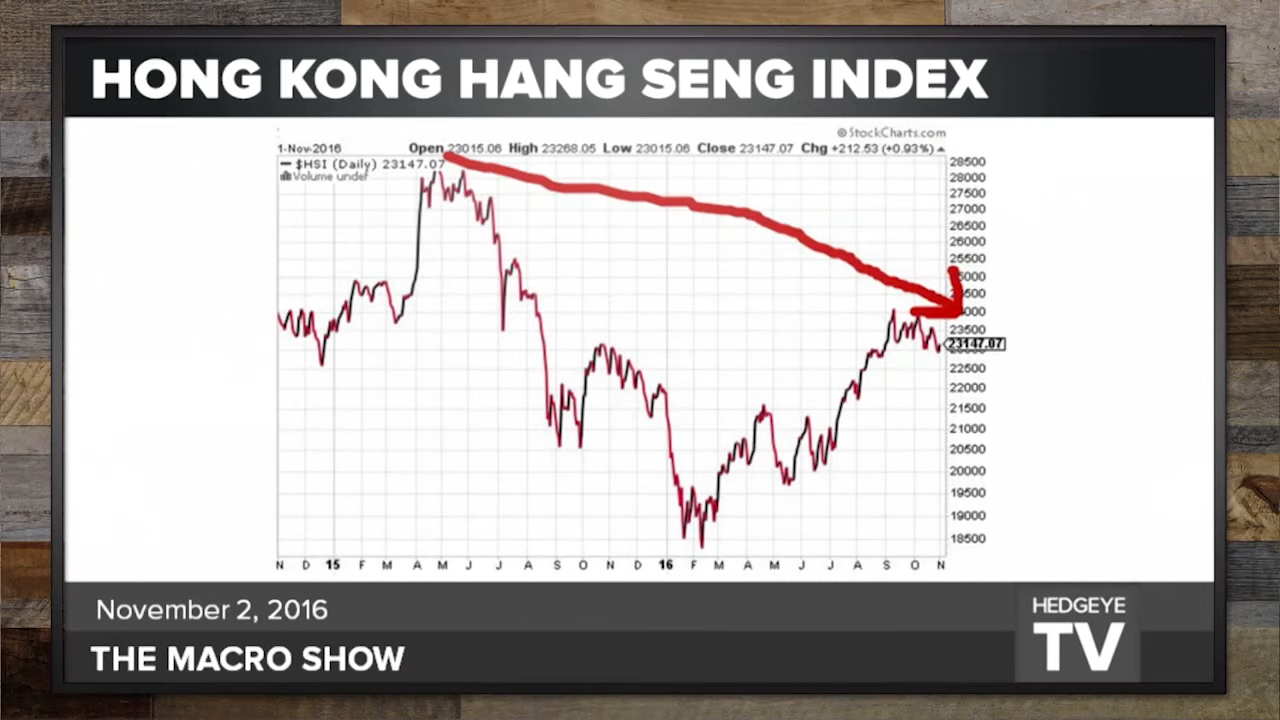 HONG KONG HANG SENG INDEX
© StockCharts.com
1-Nov-2016 Open 23015.06 High 23268.05 Low 23015.06 Close 23147.07 Chg +212.53 (+0.93%)
$HSI (Daily) 23147.07
Volume undef
28500
28000
27500
27000
26500
26000
25500
25000
24500
24000
23500
23147.07
22500
22000
21500
21000
20500
20000
19500
19000
18500
N D 15 F M A M J J A S O N D 16 F M A M J J A S O N
November 2, 2016
HEDGEYE
TV
THE MACRO SHOW